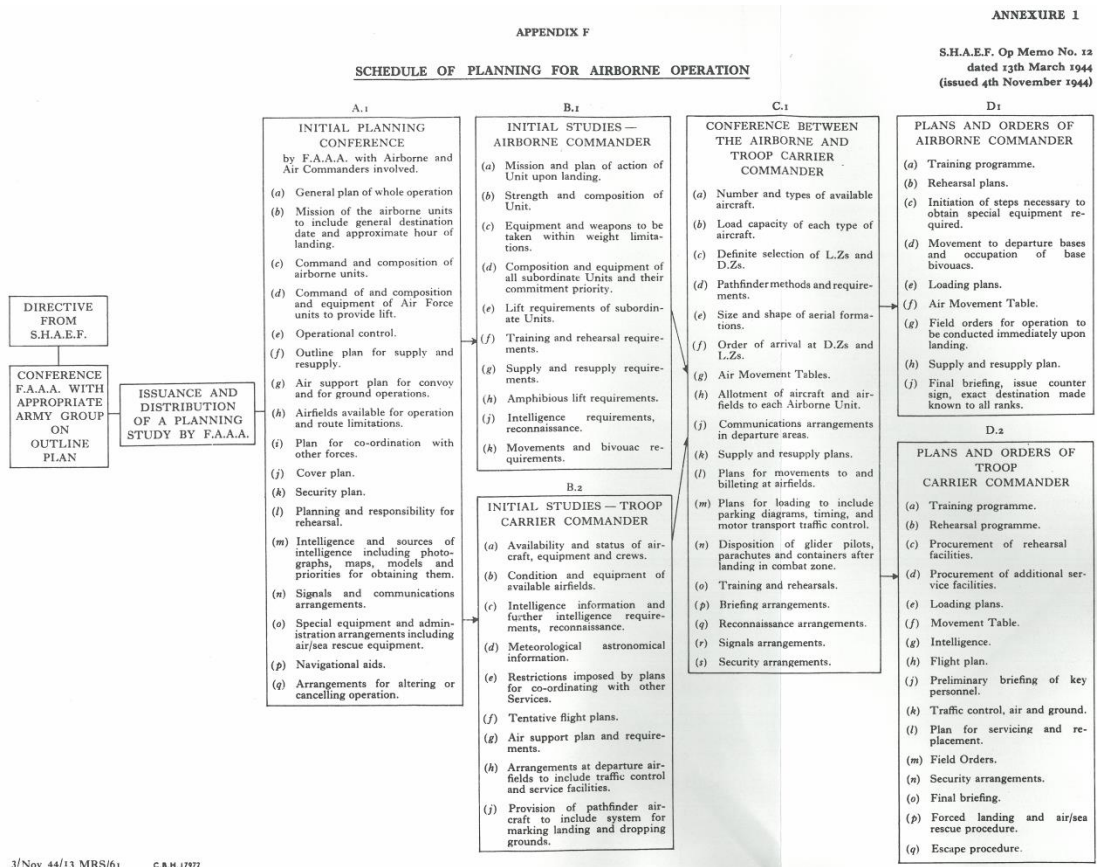 ANNEXURE 1
APPENDIX F
S.H.A.E.F. Op Memo No. 12
dated 13th March 1944
(issued 4th November 1944)
SCHEDULE OF PLANNING FOR AIRBORNE OPERATION
DIRECTIVE
FROM
S.H.A.E.F.
CONFERENCE
F.A.A.A. WITH
APPROPRIATE
ARMY GROUP
ON
OUTLINE
PLAN
ISSUANCE AND
DISTRIBUTION
OF A PLANNING
STUDY BY F.A.A.A.
A.1
INITIAL PLANNING
CONFERENCE
by F.A.A.A. with Airborne and
Air Commanders involved.
(a) General plan of whole operation
(b) Mission of the airborne units
to include general destination
date and approximate hour of
landing.
(c) Command and composition of
airborne units.
(d) Command of and composition
and equipment of Air Force
units to provide lift.
(e) Operational control.
(f) Outline plan for supply and
resupply.
(g) Air support plan for convoy
and for ground operations.
(h) Airfields available for operation
and route limitations.
(i) Plan for co-ordination with
other forces.
(j) Cover plan.
(k) Security plan.
(l) Planning and responsibility for
rehearsal.
(m) Intelligence and sources of
intelligence including photo-
graphs, maps, models and
priorities for obtaining them.
(n) Signals and communications
arrangements.
(o) Special equipment and admin-
istration arrangements including
air/sea rescue equipment.
(p) Navigational aids.
(q) Arrangements for altering or
cancelling operation.
B.1
INITIAL STUDIES—
AIRBORNE COMMANDER
(a) Mission and plan of action of
Unit upon landing.
(b) Strength and composition of
Unit.
(c) Equipment and weapons to be
taken within weight limita-
tions.
(d) Composition and equipment of
all subordinate Units and their
commitment priority.
(e) Lift requirements of subordin-
ate Units.
(f) Training and rehearsal require-
ments.
(g) Supply and resupply require-
ments.
(h) Amphibious lift requirements.
(j) Intelligence requirements,
reconnaissance.
(k) Movements and bivouac re-
quirements.
B.2
INITIAL STUDIES — TROOP
CARRIER COMMANDER
(a) Availability and status of air-
craft, equipment and crews.
(b) Condition and equipment of
available airfields.
(c) Intelligence information and
further intelligence require-
ments, reconnaissance.
(d) Meteorological astronomical
information.
(e) Restrictions imposed by plans
for co-ordinating with other
Services.
(f) Tentative flight plans.
(g) Air support plan and require-
ments.
(h) Arrangements at departure air-
fields to include traffic control
and service facilities.
(j) Provision of pathfinder air-
craft to include system for
marking landing and dropping
grounds.
C.1
CONFERENCE BETWEEN
THE AIRBORNE AND
TROOP CARRIER
COMMANDER
(a) Number and types of available
aircraft.
(b) Load capacity of each type of
aircraft.
(c) Definite selection of L.Zs and
D.Zs.
(d) Pathfinder methods and require-
ments.
(e) Size and shape of aerial forma-
tions.
(f) Order of arrival at D.Zs and
L.Zs.
(g) Air Movement Tables.
(h) Allotment of aircraft and air-
fields to each Airborne Unit.
(j) Communications arrangements
in departure areas.
(k) Supply and resupply plans.
(l) Plans for movements to and
billeting at airfields.
(m) Plans for loading to include
parking diagrams, timing, and
motor transport traffic control.
(n) Disposition of glider pilots,
parachutes and containers after
landing in combat zone.
(o) Training and rehearsals.
(p) Briefing arrangements.
(q) Reconnaissance arrangements.
(r) Signals arrangements.
(s) Security arrangements.
D1
PLANS AND ORDERS OF
AIRBORNE COMMANDER
(a) Training programme.
(b) Rehearsal plans.
(c) Initiation of steps necessary to
obtain special equipment re-
quired.
(d) Movement to departure bases
and occupation of base
bivouacs.
(e) Loading plans.
(f) Air Movement Table.
(g) Field orders for operation to
be conducted immediately upon
landing.
(h) Supply and resupply plan.
(j) Final briefing, issue counter
sign, exact destination made
known to all ranks.
D.2
PLANS AND ORDERS OF
TROOP
CARRIER COMMANDER
(a) Training programme.
(b) Rehearsal programme.
(c) Procurement of rehearsal
facilities.
(d) Procurement of additional ser-
vice facilities.
(e) Loading plans.
(f) Movement Table.
(g) Intelligence.
(h) Flight plan.
(j) Preliminary briefing of key
personnel.
(k) Traffic control, air and ground.
(l) Plan for servicing and re-
placement.
(m) Field Orders.
(n) Security arrangements.
(o) Final briefing.
(p) Forced landing and air/sea
rescue procedure.
(q) Escape procedure.
3/Nov 44/13 MRS/61 C.B.H. 17977